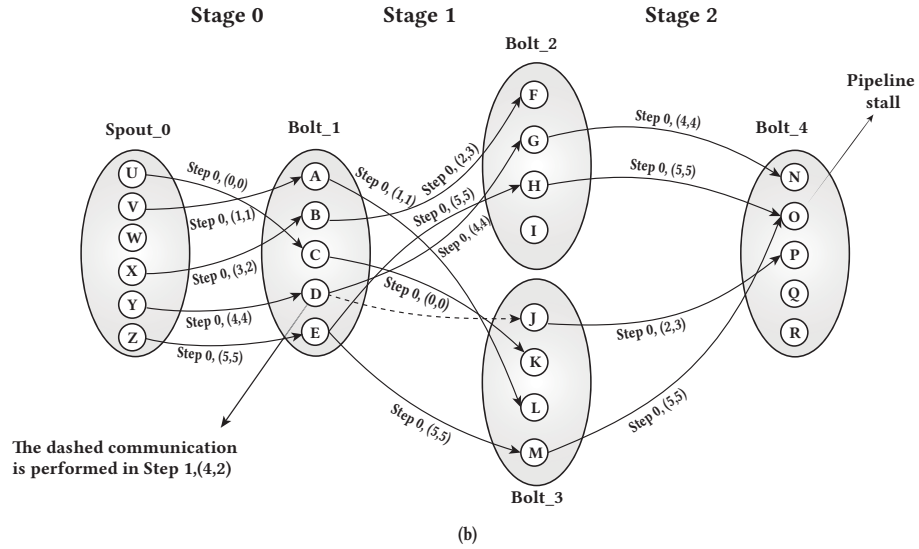 Stage 0
Stage 1
Stage 2
Bolt_2
Pipeline
stall
Spout_0
Bolt_1
Bolt_4
U
V
W
X
Y
Z
Step 0, (0,0)
Step 0, (1,1)
Step 0, (3,2)
Step 0, (4,4)
Step 0, (5,5)
A
B
C
D
E
Step 0, (1,1)
Step 0, (2,3)
Step 0, (5,5)
Step 0, (4,4)
Step 0, (0,0)
Step 0, (5,5)
F
G
H
I
J
K
L
M
Bolt_3
Step 0, (4,4)
Step 0, (5,5)
Step 0, (2,3)
Step 0, (5,5)
N
O
P
Q
R
The dashed communication
is performed in Step 1,(4,2)
(b)